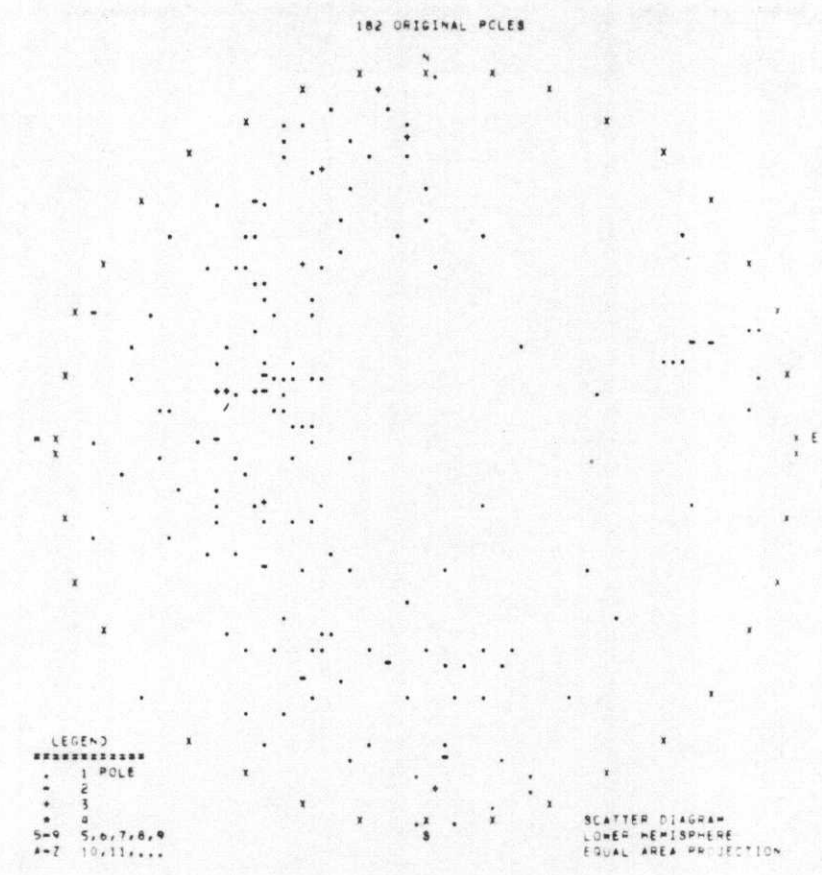 182 ORIGINAL POLES
N
W
E
S
LEGEND
============
. 1 POLE
- 2
+ 3
* 4
5-9 5,6,7,8,9
A-Z 10,11,...
SCATTER DIAGRAM
LOWER HEMISPHERE
EQUAL AREA PROJECTION